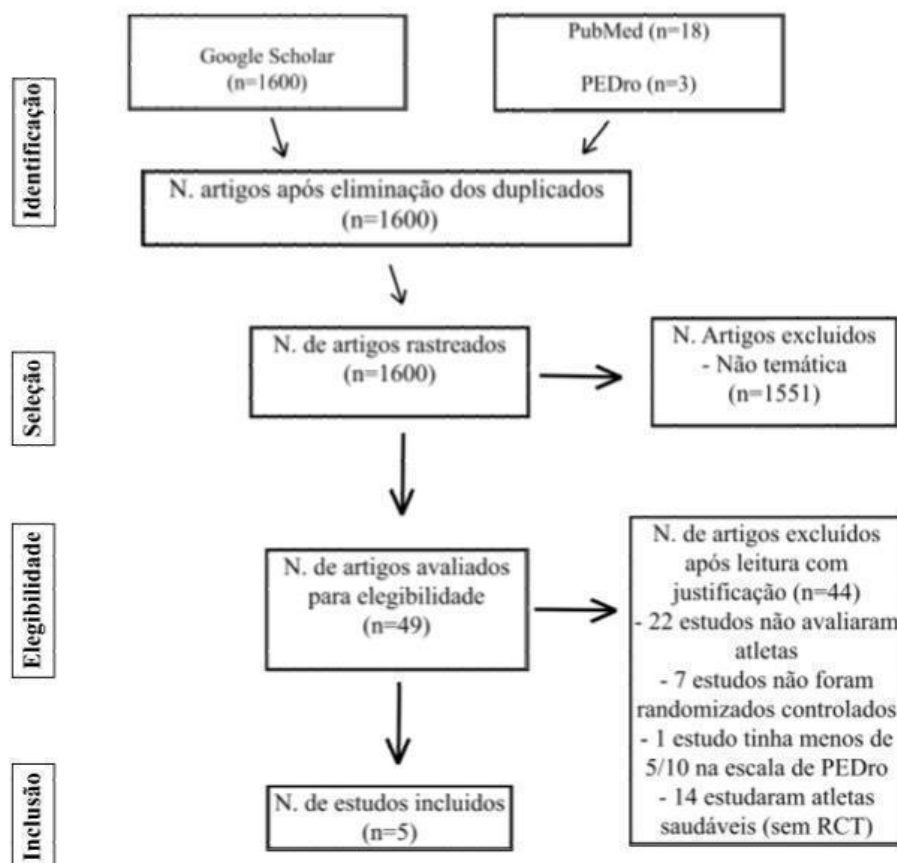 Identificação
Google Scholar
(n=1600)
PubMed (n=18)
PEDro (n=3)
N. artigos após eliminação dos duplicados
(n=1600)
Seleção
N. de artigos rastreados
(n=1600)
N. Artigos excluidos
- Não temática
(n=1551)
Elegibilidade
N. de artigos avaliados
para elegibilidade
(n=49)
N. de artigos excluídos
após leitura com
justificação (n=44)
- 22 estudos não avaliaram
atletas
- 7 estudos não foram
randomizados controlados
- 1 estudo tinha menos de
5/10 na escala de PEDro
- 14 estudaram atletas
saudáveis (sem RCT)
Inclusão
N. de estudos incluidos
(n=5)